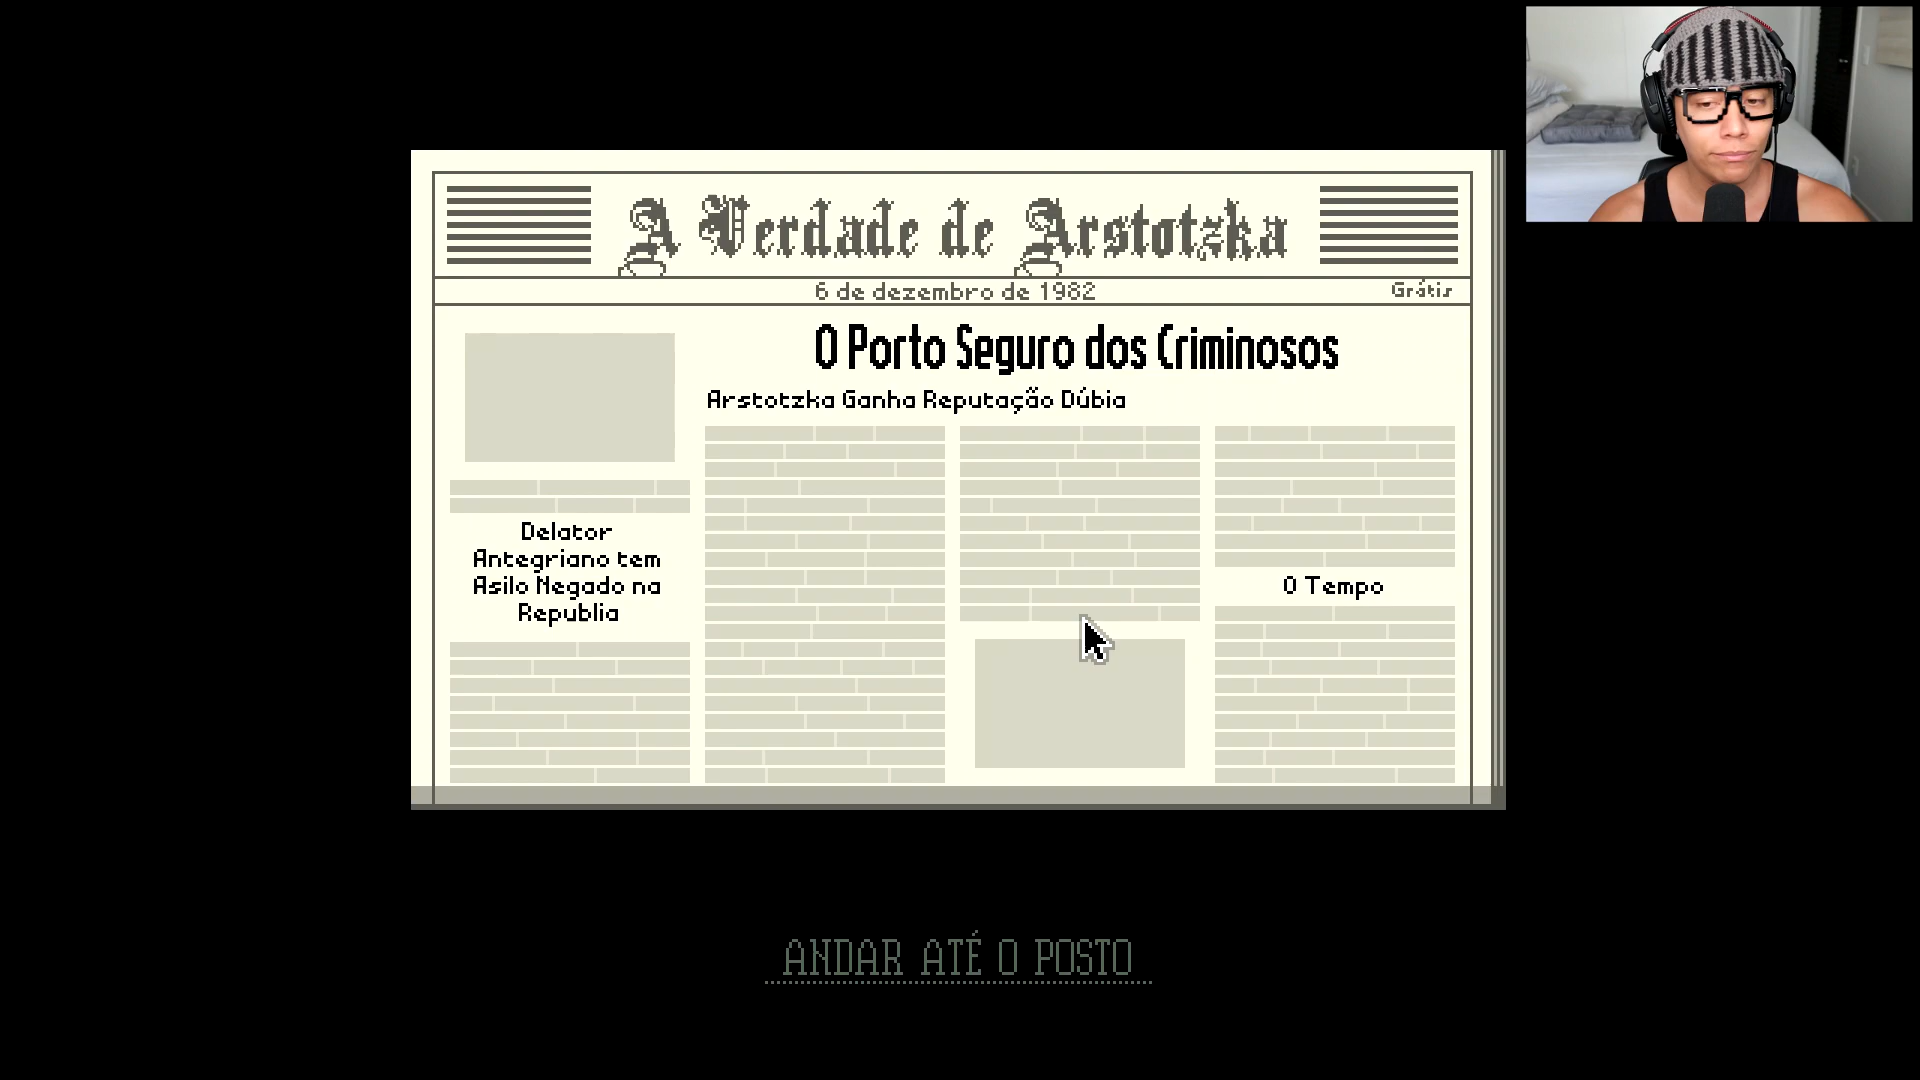 A Verdade de Arstotzka
6 de dezembro de 1982
Grátis
O Porto Seguro dos Criminosos
Arstotzka Ganha Reputação Dúbia
Delator
Antegriano tem
Asilo Negado na
Republia
O Tempo
ANDAR ATÉ O POSTO